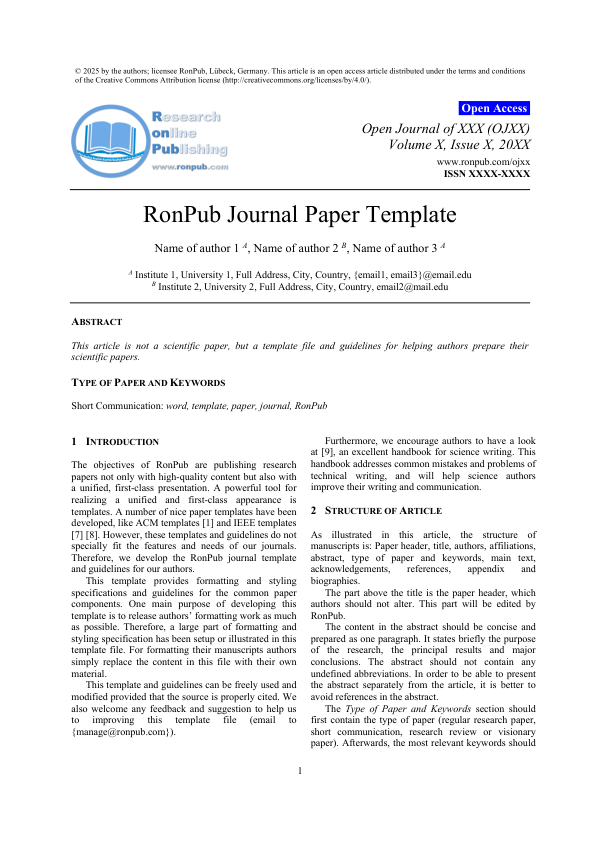 © 2025 by the authors; licensee RonPub, Lübeck, Germany. This article is an open access article distributed under the terms and conditions
of the Creative Commons Attribution license (http://creativecommons.org/licenses/by/4.0/).
Research
online
Publishing
www.ronpub.com
Open Access
Open Journal of XXX (OJXX)
Volume X, Issue X, 20XX
www.ronpub.com/ojxx
ISSN XXXX-XXXX
RonPub Journal Paper Template
Name of author 1 A, Name of author 2 B, Name of author 3 A
A Institute 1, University 1, Full Address, City, Country, {email1, email3}@email.edu
B Institute 2, University 2, Full Address, City, Country, email2@mail.edu
ABSTRACT
This article is not a scientific paper, but a template file and guidelines for helping authors prepare their
scientific papers.
TYPE OF PAPER AND KEYWORDS
Short Communication: word, template, paper, journal, RonPub
1 INTRODUCTION
The objectives of RonPub are publishing research
papers not only with high-quality content but also with
a unified, first-class presentation. A powerful tool for
realizing a unified and first-class appearance is
templates. A number of nice paper templates have been
developed, like ACM templates [1] and IEEE templates
[7] [8]. However, these templates and guidelines do not
specially fit the features and needs of our journals.
Therefore, we develop the RonPub journal template
and guidelines for our authors.
This template provides formatting and styling
specifications and guidelines for the common paper
components. One main purpose of developing this
template is to release authors' formatting work as much
as possible. Therefore, a large part of formatting and
styling specification has been setup or illustrated in this
template file. For formatting their manuscripts authors
simply replace the content in this file with their own
material.
This template and guidelines can be freely used and
modified provided that the source is properly cited. We
also welcome any feedback and suggestion to help us
to improving this template file (email to
{manage@ronpub.com}).
Furthermore, we encourage authors to have a look
at [9], an excellent handbook for science writing. This
handbook addresses common mistakes and problems of
technical writing, and will help science authors
improve their writing and communication.
2 STRUCTURE OF ARTICLE
As illustrated in this article, the structure of
manuscripts is: Paper header, title, authors, affiliations,
abstract, type of paper and keywords, main text,
acknowledgements, references, appendix and
biographies.
The part above the title is the paper header, which
authors should not alter. This part will be edited by
RonPub.
The content in the abstract should be concise and
prepared as one paragraph. It states briefly the purpose
of the research, the principal results and major
conclusions. The abstract should not contain any
undefined abbreviations. In order to be able to present
the abstract separately from the article, it is better to
avoid references in the abstract.
The Type of Paper and Keywords section should
first contain the type of paper (regular research paper,
short communication, research review or visionary
paper). Afterwards, the most relevant keywords should
1